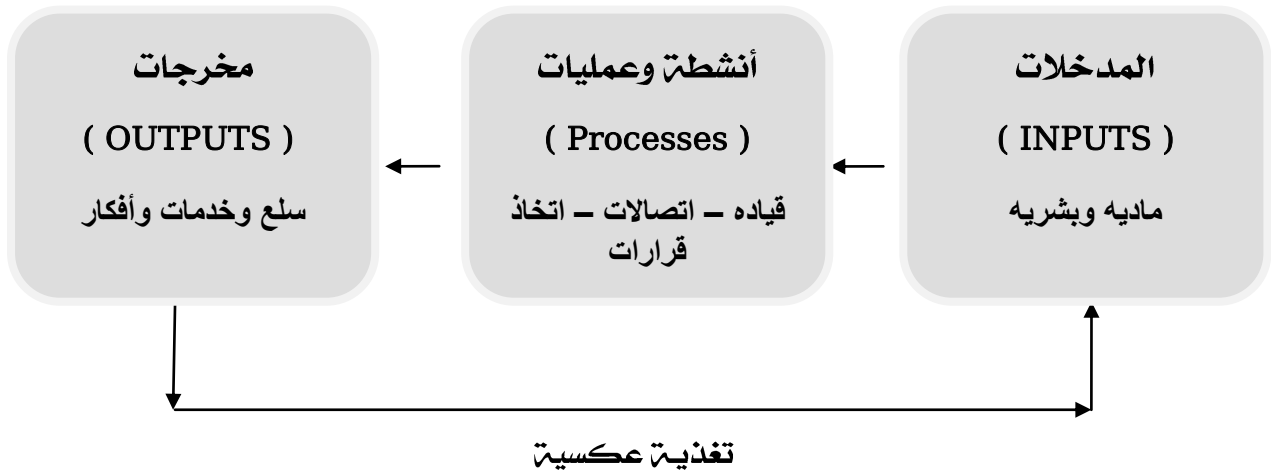 المدخلات
( INPUTS )
ماديه وبشريه
أنشطة وعمليات
( Processes )
قياده – اتصالات – اتخاذ
قرارات
مخرجات
( OUTPUTS )
سلع وخدمات وأفكار
تغذية عكسية